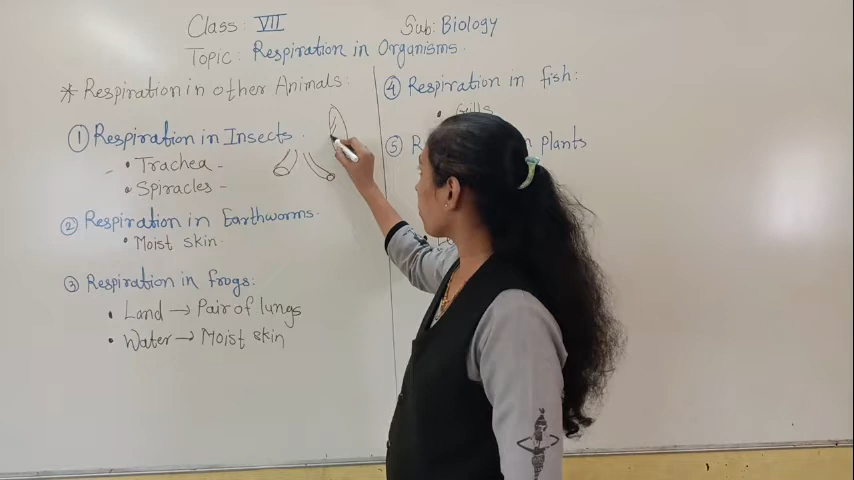 Class: VII
Sub: Biology
Topic: Respiration in Organisms.
* Respiration in other Animals:
① Respiration in Insects.
• Trachea -
• Spiracles -
② Respiration in Earthworms.
• Moist skin.
③ Respiration in frogs:
• Land → Pair of lungs
• Water → Moist skin
④ Respiration in fish:
• Gills
⑤ plants